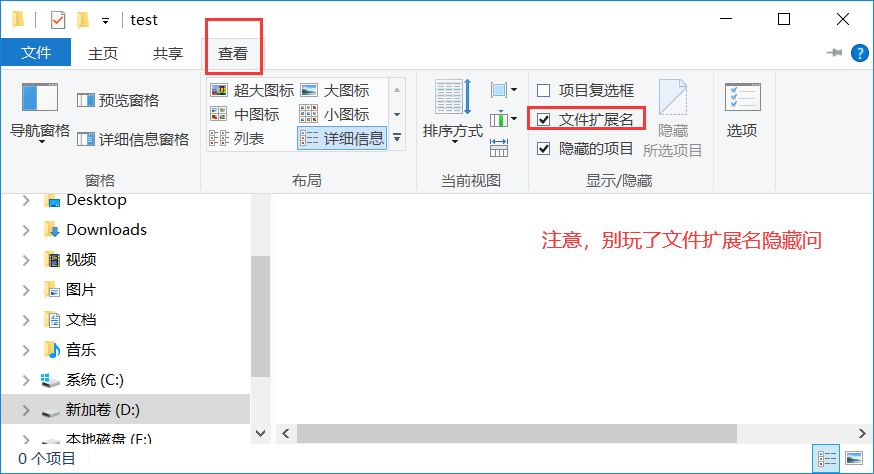 test
文件 主页 共享 查看
导航窗格
预览窗格
详细信息窗格
窗格
超大图标 大图标
中图标 小图标
列表 详细信息
布局
排序方式
当前视图
项目复选框
文件扩展名
隐藏的项目
隐藏
所选项目
显示/隐藏
选项
Desktop
Downloads
视频
图片
文档
音乐
系统 (C:)
新加卷 (D:)
本地磁盘 (E:)
注意，别玩了文件扩展名隐藏问
0 个项目